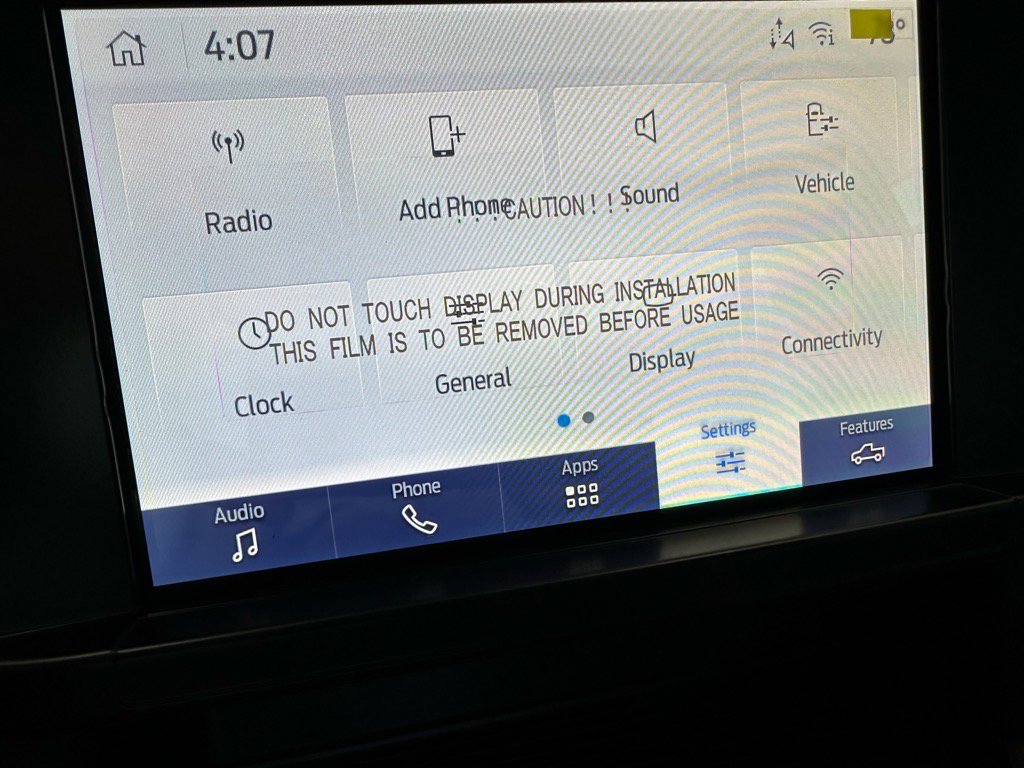 4:07
Radio
Add Phone
Sound
Vehicle
! ! ! CAUTION ! ! !
DO NOT TOUCH DISPLAY DURING INSTALLATION
THIS FILM IS TO BE REMOVED BEFORE USAGE
Clock
General
Display
Connectivity
Audio
Phone
Apps
Settings
Features